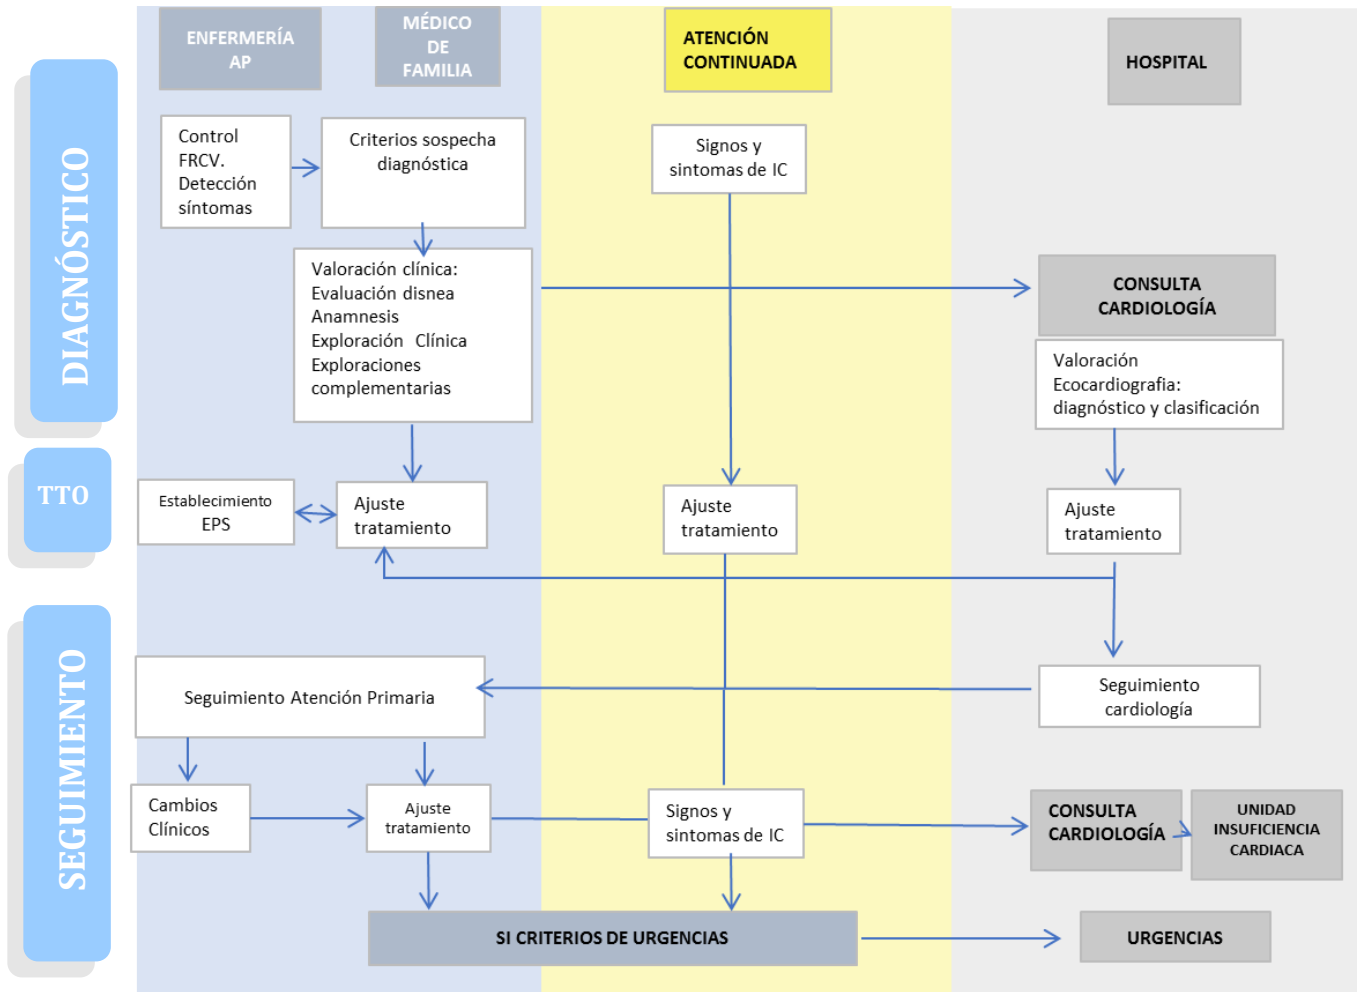 ENFERMERÍA
AP
MÉDICO
DE
FAMILIA
ATENCIÓN
CONTINUADA
HOSPITAL
DIAGNÓSTICO
Control
FRCV.
Detección
síntomas
Criterios sospecha
diagnóstica
Signos y
sintomas de IC
Valoración clínica:
Evaluación disnea
Anamnesis
Exploración Clínica
Exploraciones
complementarias
CONSULTA
CARDIOLOGÍA
Valoración
Ecocardiografia:
diagnóstico y clasificación
TTO
Establecimiento
EPS
Ajuste
tratamiento
Ajuste
tratamiento
Ajuste
tratamiento
SEGUIMIENTO
Seguimiento Atención Primaria
Seguimiento
cardiología
Cambios
Clínicos
Ajuste
tratamiento
Signos y
sintomas de IC
CONSULTA
CARDIOLOGÍA
UNIDAD
INSUFICIENCIA
CARDIACA
SI CRITERIOS DE URGENCIAS
URGENCIAS